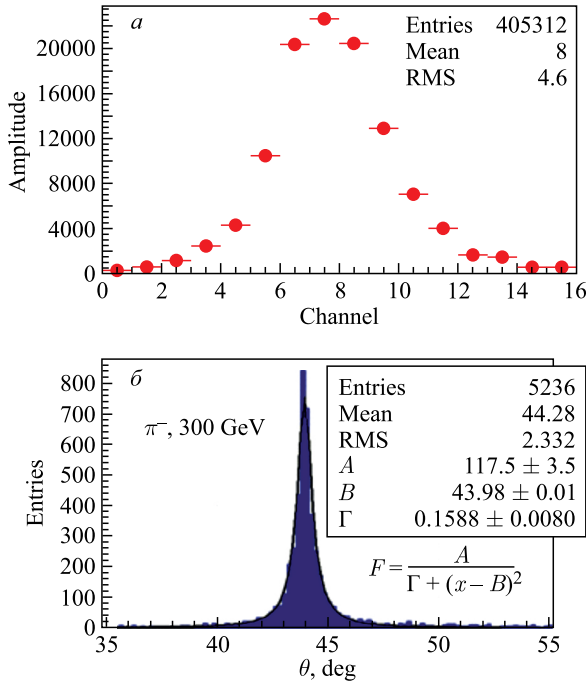 a
Entries 405312
Mean 8
RMS 4.6
20000
16000
12000
8000
4000
0
Amplitude
0 2 4 6 8 10 12 14 16
Channel
б
π⁻, 300 GeV
Entries 5236
Mean 44.28
RMS 2.332
A 117.5 ± 3.5
B 43.98 ± 0.01
Γ 0.1588 ± 0.0080
F = A / (Γ + (x – B)²)
800
700
600
500
400
300
200
100
0
Entries
35 40 45 50 55
θ, deg